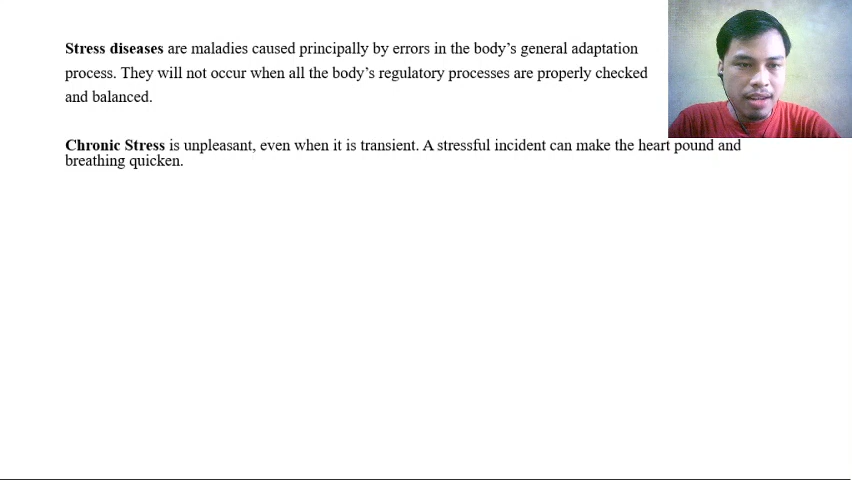 Stress diseases are maladies caused principally by errors in the body’s general adaptation
process. They will not occur when all the body’s regulatory processes are properly checked
and balanced.
Chronic Stress is unpleasant, even when it is transient. A stressful incident can make the heart pound and
breathing quicken.